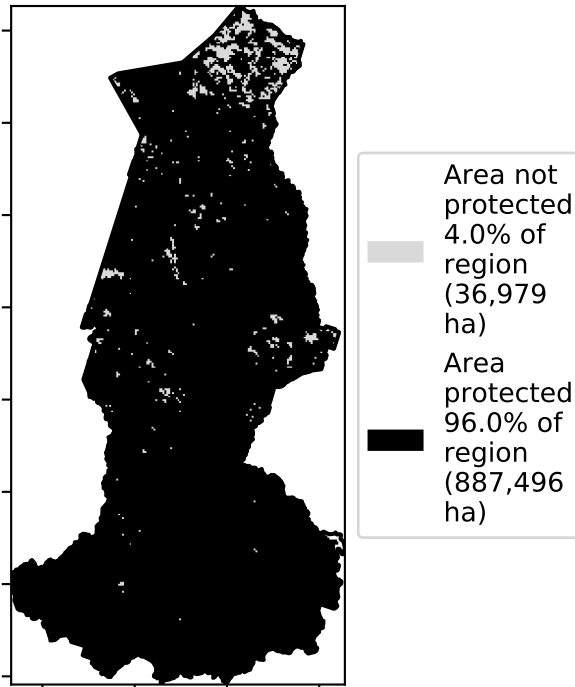 Area not
protected
4.0% of
region
(36,979
ha)
Area
protected
96.0% of
region
(887,496
ha)